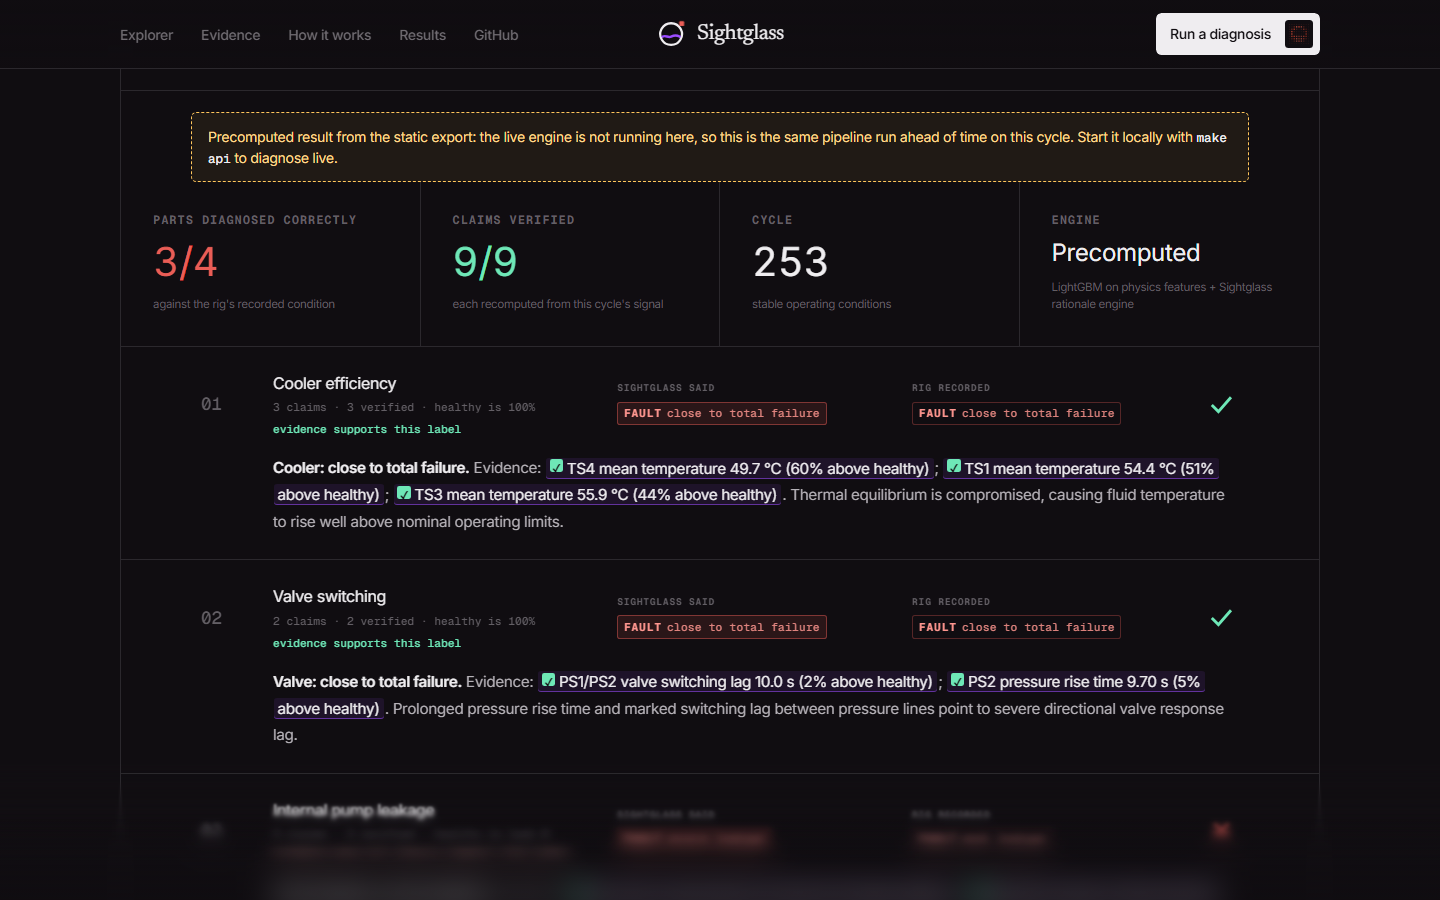 Explorer Evidence How it works Results GitHub Sightglass Run a diagnosis
Precomputed result from the static export: the live engine is not running here, so this is the same pipeline run ahead of time on this cycle. Start it locally with make
api to diagnose live.
PARTS DIAGNOSED CORRECTLY
3/4
against the rig's recorded condition
CLAIMS VERIFIED
9/9
each recomputed from this cycle's signal
CYCLE
253
stable operating conditions
ENGINE
Precomputed
LightGBM on physics features + Sightglass
rationale engine
01
Cooler efficiency
3 claims · 3 verified · healthy is 100%
evidence supports this label
SIGHTGLASS SAID
FAULT close to total failure
RIG RECORDED
FAULT close to total failure
Cooler: close to total failure. Evidence: TS4 mean temperature 49.7 °C (60% above healthy) ; TS1 mean temperature 54.4 °C (51%
above healthy) ; TS3 mean temperature 55.9 °C (44% above healthy) . Thermal equilibrium is compromised, causing fluid temperature
to rise well above nominal operating limits.
02
Valve switching
2 claims · 2 verified · healthy is 100%
evidence supports this label
SIGHTGLASS SAID
FAULT close to total failure
RIG RECORDED
FAULT close to total failure
Valve: close to total failure. Evidence: PS1/PS2 valve switching lag 10.0 s (2% above healthy) ; PS2 pressure rise time 9.70 s (5%
above healthy) . Prolonged pressure rise time and marked switching lag between pressure lines point to severe directional valve response
lag.
Internal pump leakage